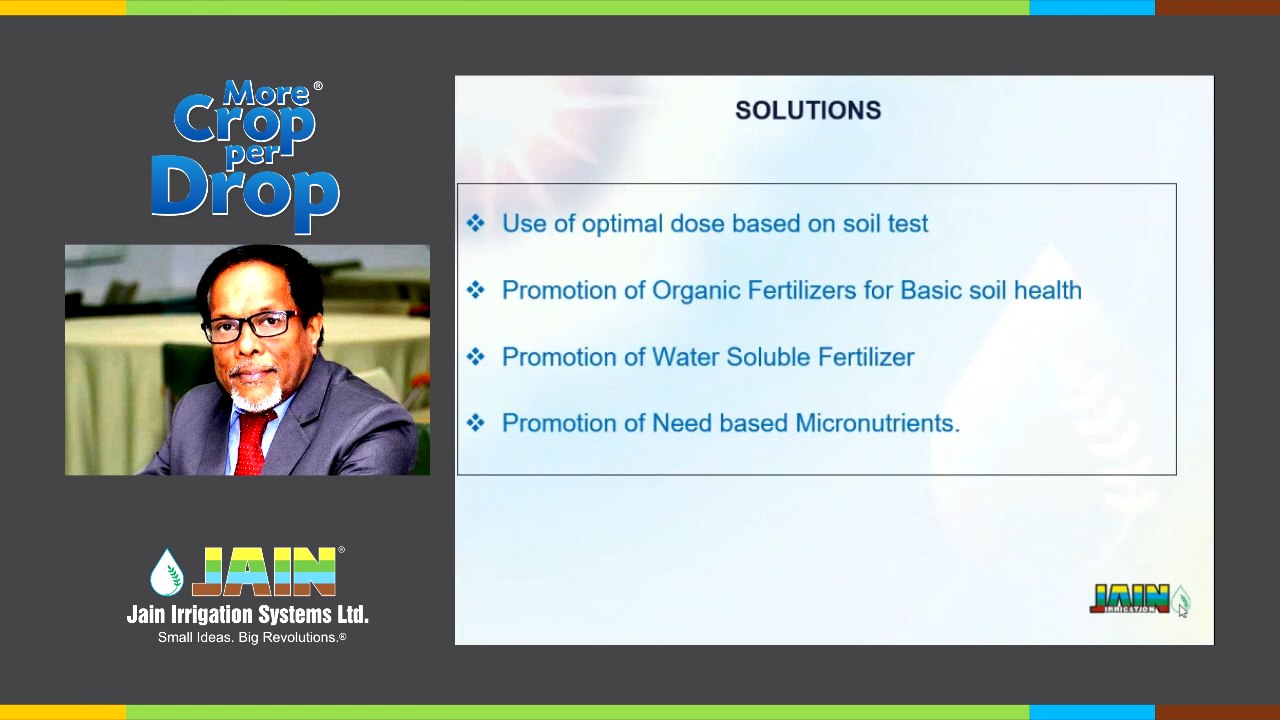 More®
Crop
per
Drop
JAIN®
Jain Irrigation Systems Ltd.
Small Ideas. Big Revolutions.®
SOLUTIONS
❖ Use of optimal dose based on soil test
❖ Promotion of Organic Fertilizers for Basic soil health
❖ Promotion of Water Soluble Fertilizer
❖ Promotion of Need based Micronutrients.
JAIN
IRRIGATION